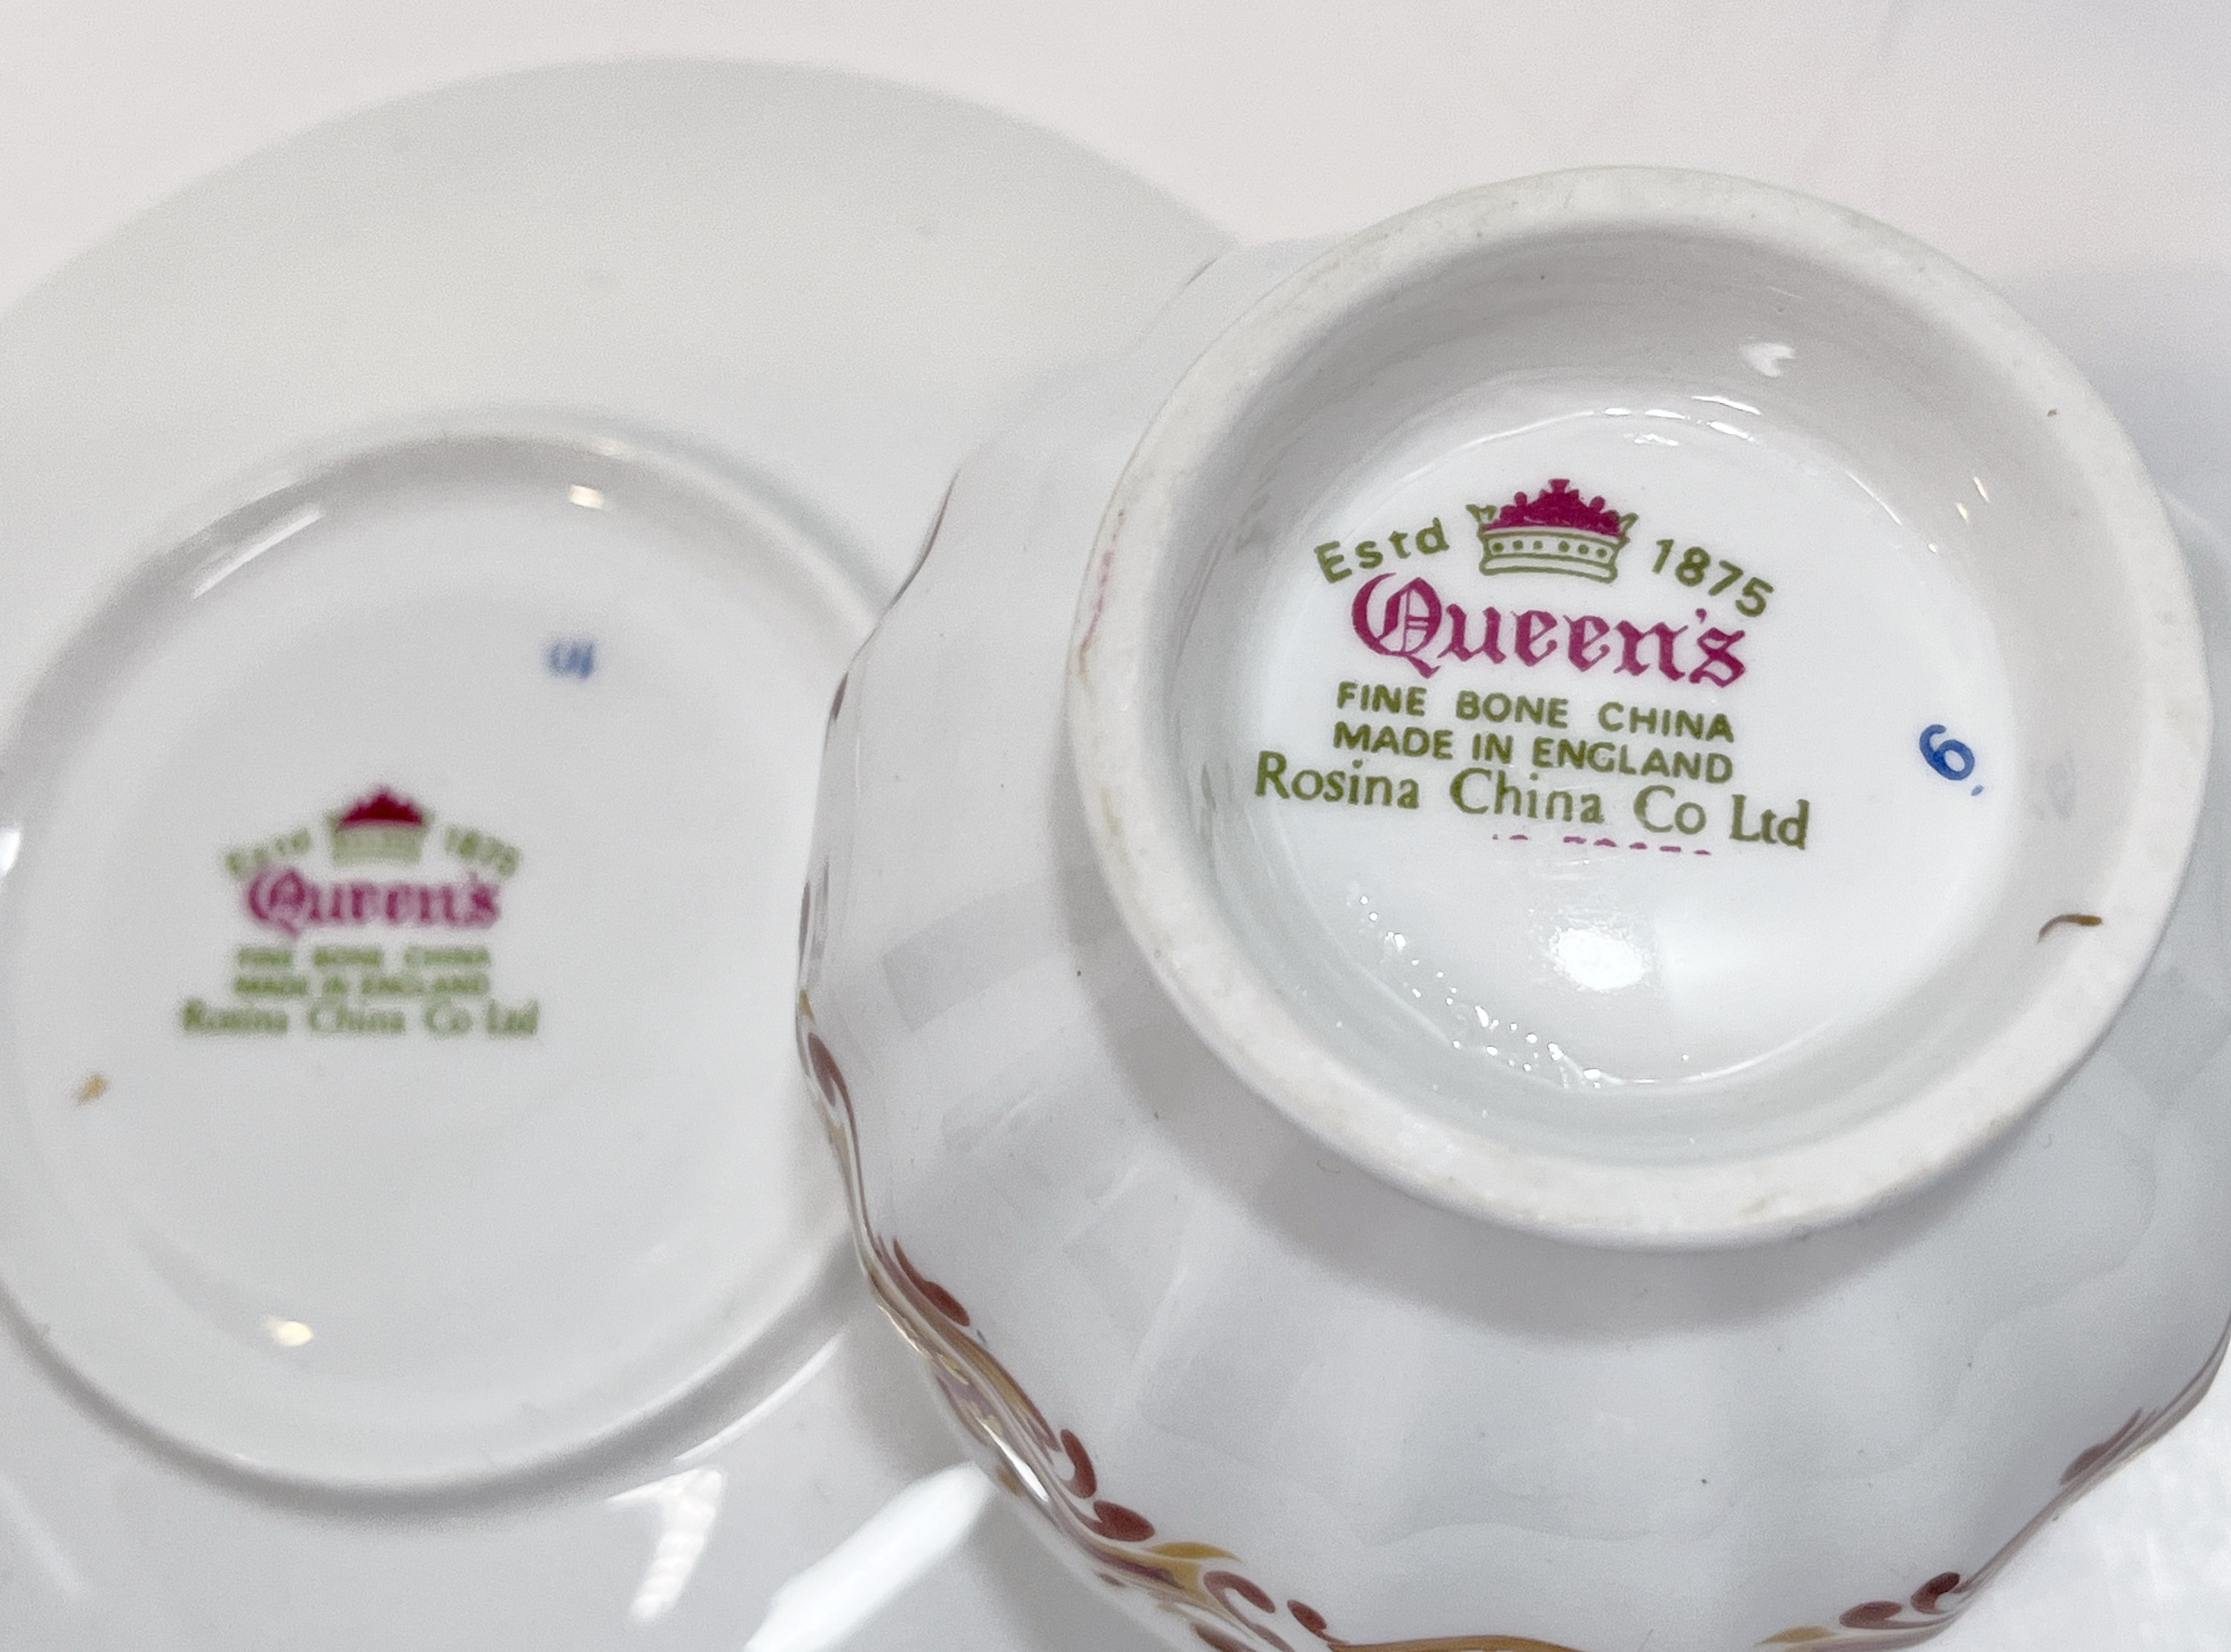 Estd 1875
Queen's
FINE BONE CHINA
MADE IN ENGLAND
Rosina China Co Ltd
Estd 1875
Queen's
FINE BONE CHINA
MADE IN ENGLAND
Rosina China Co Ltd
6.